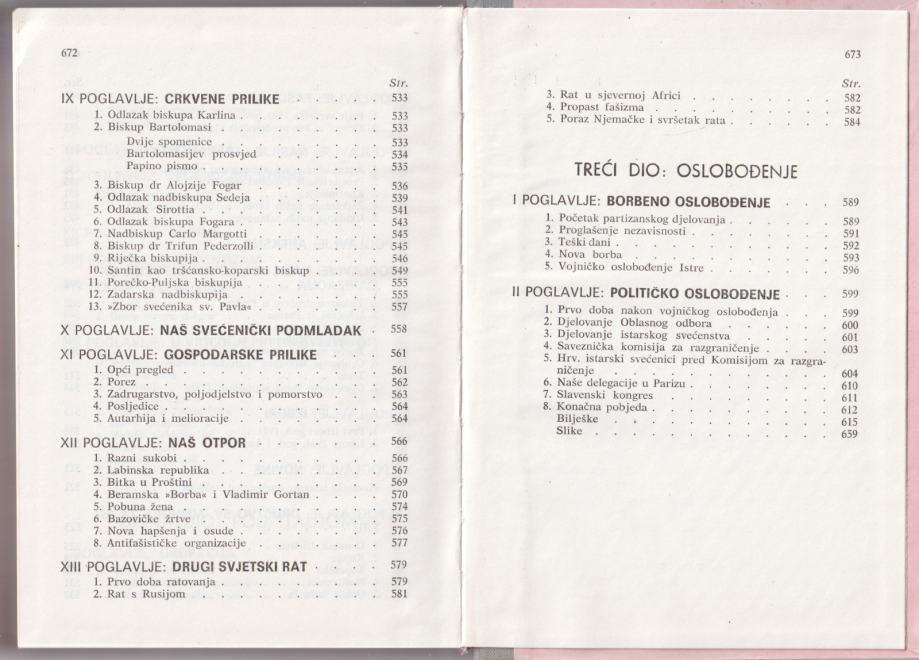 672
Str.
IX POGLAVLJE: CRKVENE PRILIKE . . . . . 533
1. Odlazak biskupa Karlina . . . . . . 533
2. Biskup Bartolomasi . . . . . . 533
Dvije spomenice . . . . . . 533
Bartolomasijev prosvjed . . . . . 534
Papino pismo . . . . . . . 535
3. Biskup dr Alojzije Fogar . . . . . 536
4. Odlazak nadbiskupa Sedeja . . . . . 539
5. Odlazak Sirottia . . . . . . . 541
6. Odlazak biskupa Fogara . . . . . . 543
7. Nadbiskup Carlo Margotti . . . . . 545
8. Biskup dr Trifun Pederzolli . . . . . 545
9. Riječka biskupija . . . . . . . 546
10. Santin kao tršćansko-koparski biskup . . . 549
11. Porečko-Puljska biskupija . . . . . 555
12. Zadarska nadbiskupija . . . . . . 555
13. »Zbor svećenika sv. Pavla« . . . . . 557
X POGLAVLJE: NAŠ SVEĆENIČKI PODMLADAK . 558
XI POGLAVLJE: GOSPODARSKE PRILIKE . . . 561
1. Opći pregled . . . . . . . . 561
2. Porez . . . . . . . . . 562
3. Zadrugarstvo, poljodjelstvo i pomorstvo . . . 563
4. Posljedice . . . . . . . . 564
5. Autarhija i melioracije . . . . . . 564
XII POGLAVLJE: NAŠ OTPOR . . . . . . 566
1. Razni sukobi . . . . . . . . 566
2. Labinska republika . . . . . . . 567
3. Bitka u Proštini . . . . . . . 569
4. Beramska »Borba« i Vladimir Gortan . . . 570
5. Pobuna žena . . . . . . . . 574
6. Bazovičke žrtve . . . . . . . 575
7. Nova hapšenja i osude . . . . . . 576
8. Antifašističke organizacije . . . . . 577
XIII POGLAVLJE: DRUGI SVJETSKI RAT . . . 579
1. Prvo doba ratovanja . . . . . . 579
2. Rat s Rusijom . . . . . . . 581
673
Str.
3. Rat u sjevernoj Africi . . . . . . 582
4. Propast fašizma . . . . . . . 582
5. Poraz Njemačke i svršetak rata . . . . 584
TREĆI DIO: OSLOBOĐENJE
I POGLAVLJE: BORBENO OSLOBOĐENJE . . . 589
1. Početak partizanskog djelovanja . . . . . 589
2. Proglašenje nezavisnosti . . . . . . 591
3. Teški dani . . . . . . . . 592
4. Nova borba . . . . . . . . 593
5. Vojničko oslobođenje Istre . . . . . 596
II POGLAVLJE: POLITIČKO OSLOBOĐENJE . . . 599
1. Prvo doba nakon vojničkog oslobođenja . . . 599
2. Djelovanje Oblasnog odbora . . . . . 600
3. Djelovanje istarskog svećenstva . . . . . 601
4. Saveznička komisija za razgraničenje . . . . 603
5. Hrv. istarski svećenici pred Komisijom za razgra-
ničenje . . . . . . . . . 604
6. Naše delegacije u Parizu . . . . . . 610
7. Slavenski kongres . . . . . . . 611
8. Konačna pobjeda . . . . . . . 612
Bilješke . . . . . . . . 615
Slike . . . . . . . . . 659